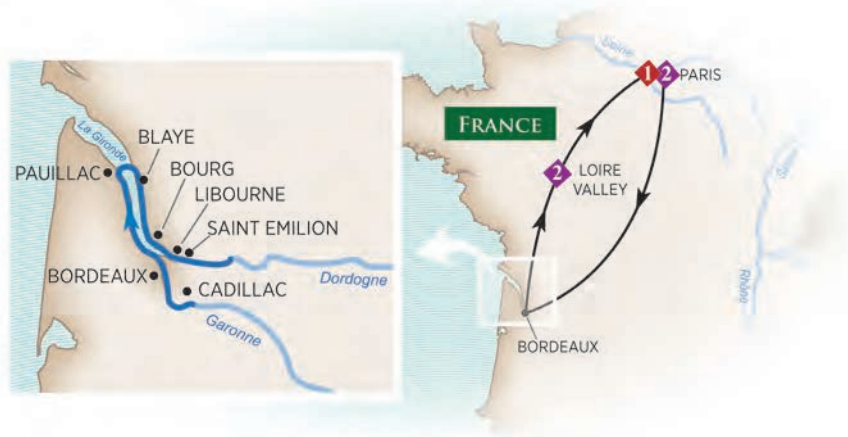 La Gironde
BLAYE
PAUILLAC
BOURG
LIBOURNE
SAINT EMILION
BORDEAUX
CADILLAC
Dordogne
Garonne
Seine
1 2 PARIS
FRANCE
2 LOIRE
VALLEY
Rhône
BORDEAUX